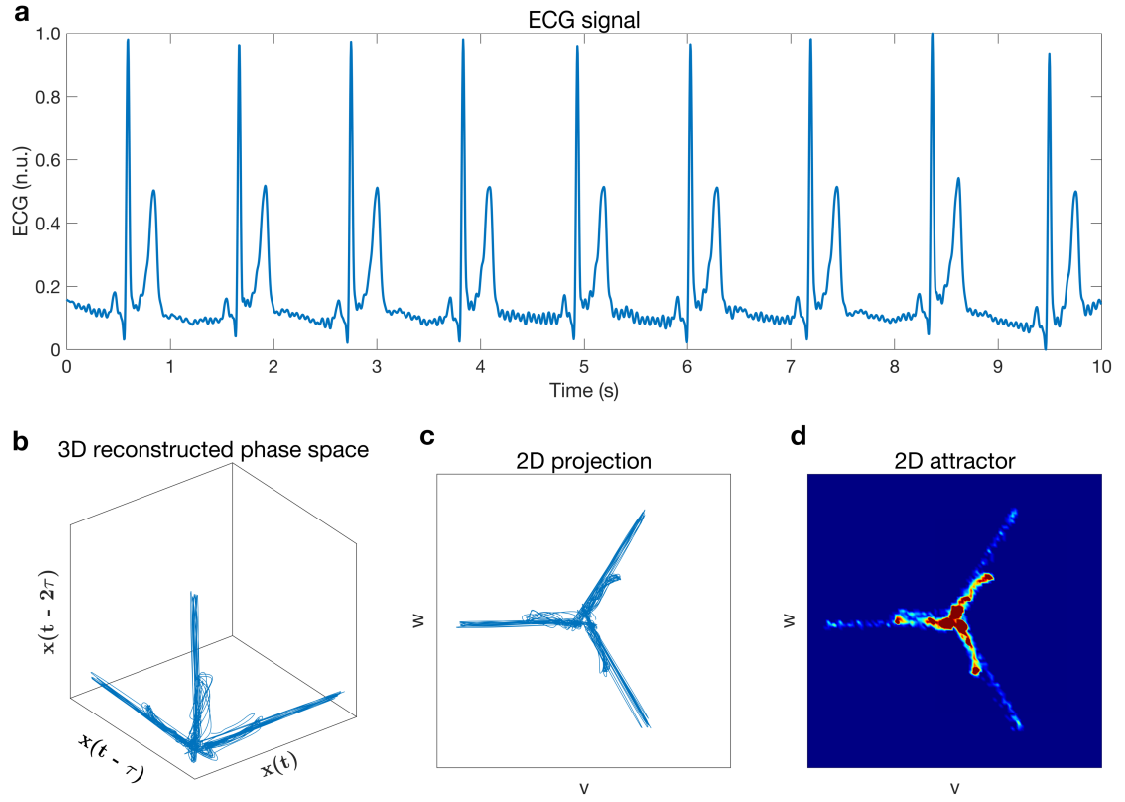 a
ECG signal
1.0
0.8
0.6
0.4
0.2
0
ECG (n.u.)
0 1 2 3 4 5 6 7 8 9 10
Time (s)
b
3D reconstructed phase space
x(t - 2τ)
x(t - τ)
x(t)
c
2D projection
w
v
d
2D attractor
w
v